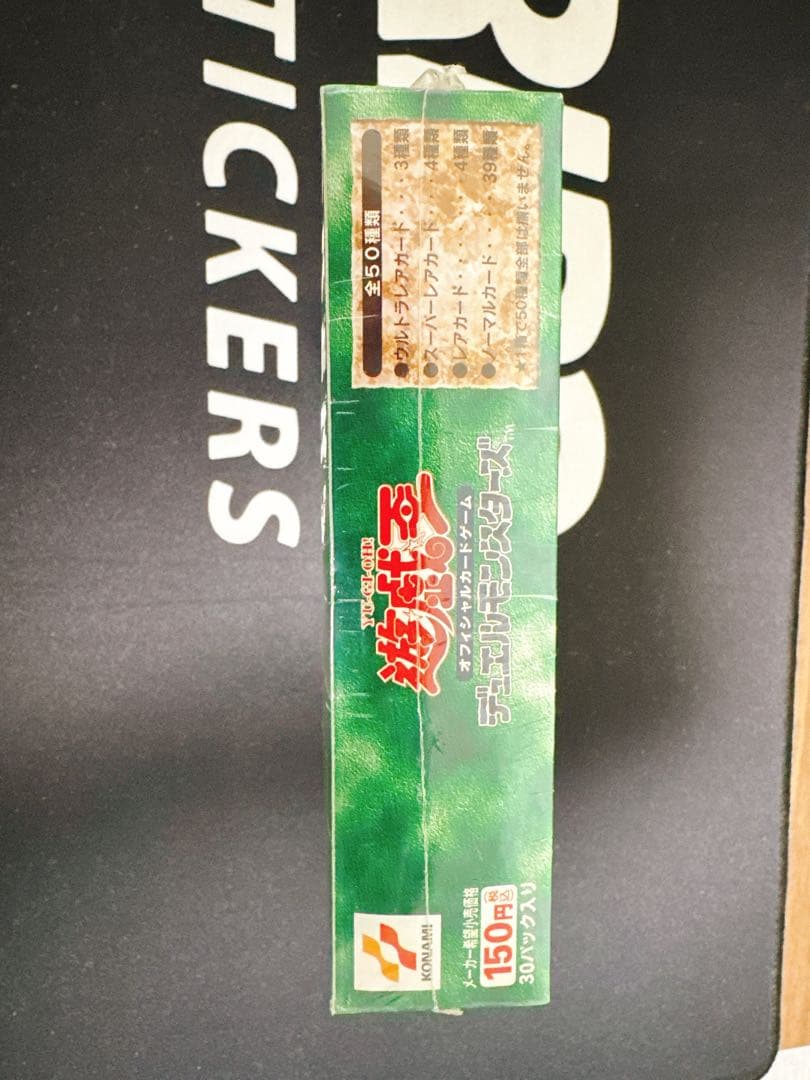 TICKERS
全50種類
●ウルトラレアカード・・・3種類
●スーパーレアカード・・・4種類
●レアカード・・・・・・・4種類
●ノーマルカード・・・・39種類
★1箱で50種類全部は揃いません。
YU-GI-OH!
遊戯王
オフィシャルカードゲーム
デュエルモンスターズ™
KONAMI
メーカー希望小売価格
150円(税込)
30パック入り